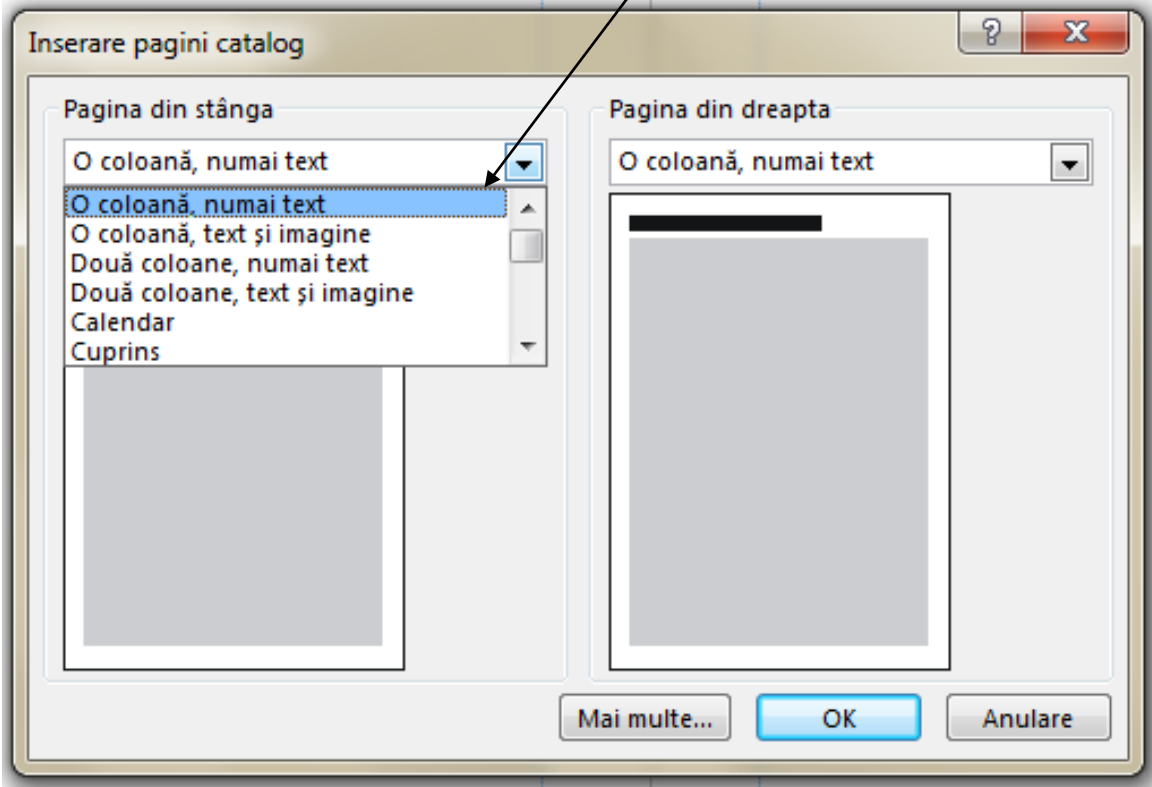 Inserare pagini catalog
?
Pagina din stânga
O coloană, numai text
O coloană, numai text
O coloană, text și imagine
Două coloane, numai text
Două coloane, text și imagine
Calendar
Cuprins
Pagina din dreapta
O coloană, numai text
Mai multe...
OK
Anulare